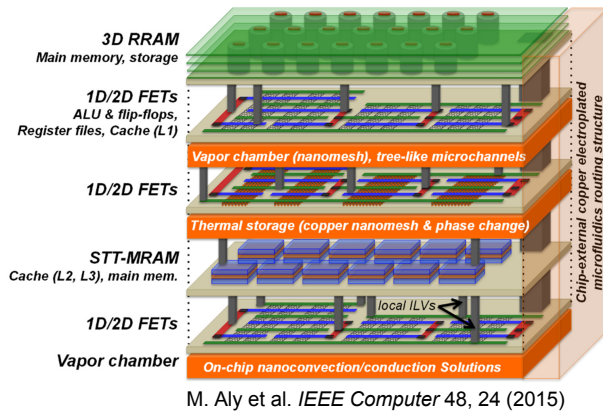 3D RRAM
Main memory, storage
1D/2D FETs
ALU & flip-flops,
Register files, Cache (L1)
Vapor chamber (nanomesh), tree-like microchannels
1D/2D FETs
Thermal storage (copper nanomesh & phase change)
STT-MRAM
Cache (L2, L3), main mem.
local ILVs
1D/2D FETs
Vapor chamber
On-chip nanoconvection/conduction Solutions
Chip-external copper electroplated
microfluidics routing structure
M. Aly et al. IEEE Computer 48, 24 (2015)